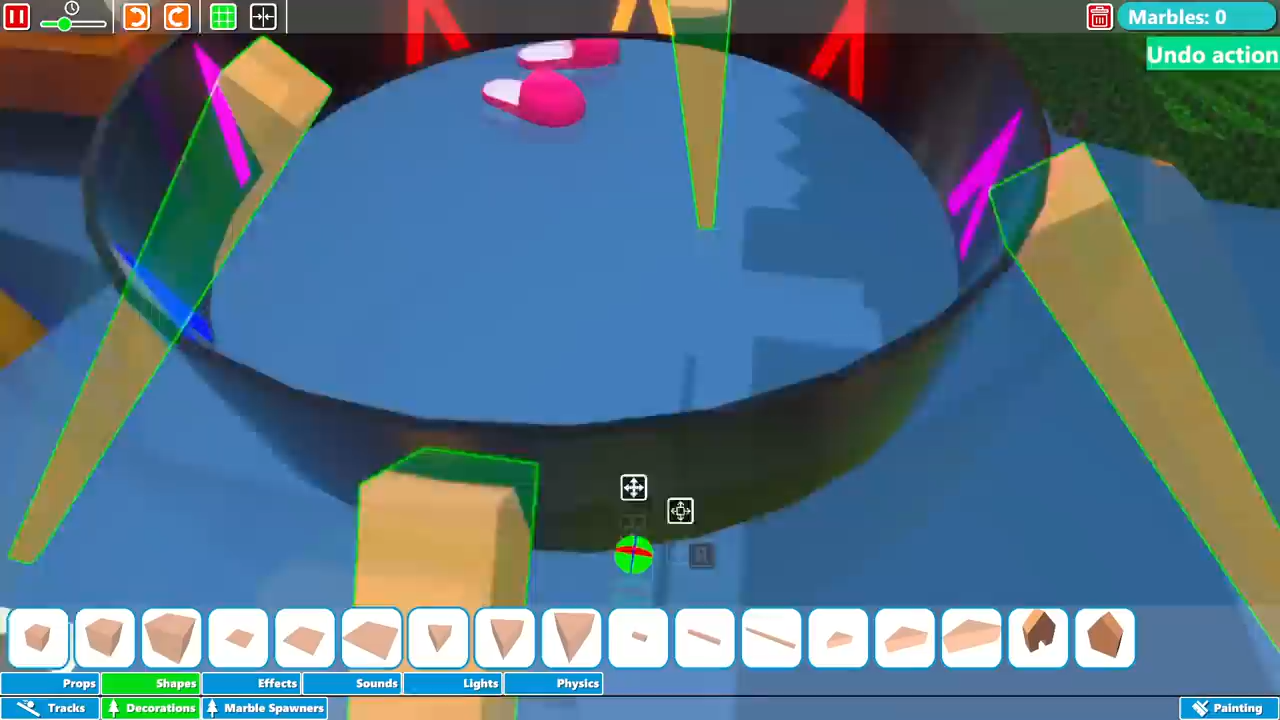 Marbles: 0
Undo action
Props
Shapes
Effects
Sounds
Lights
Physics
Tracks
Decorations
Marble Spawners
Painting